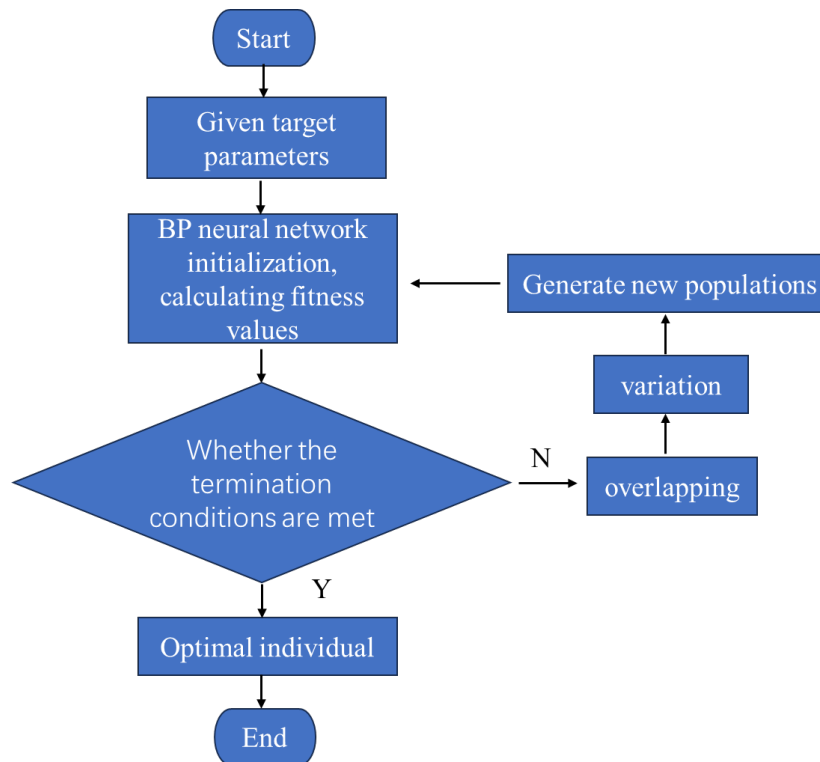 Start
Given target
parameters
BP neural network
initialization,
calculating fitness
values
Generate new populations
variation
overlapping
N
Whether the
termination
conditions are met
Y
Optimal individual
End